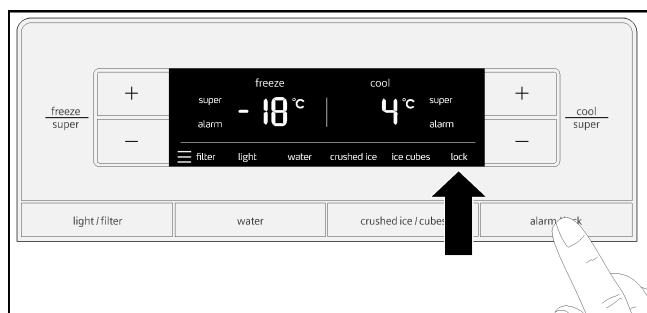 freeze cool
+ super super +
freeze - 18 °C 4 °C cool
super alarm alarm super
− −
filter light water crushed ice ice cubes lock
light / filter water crushed ice / cubes alarm